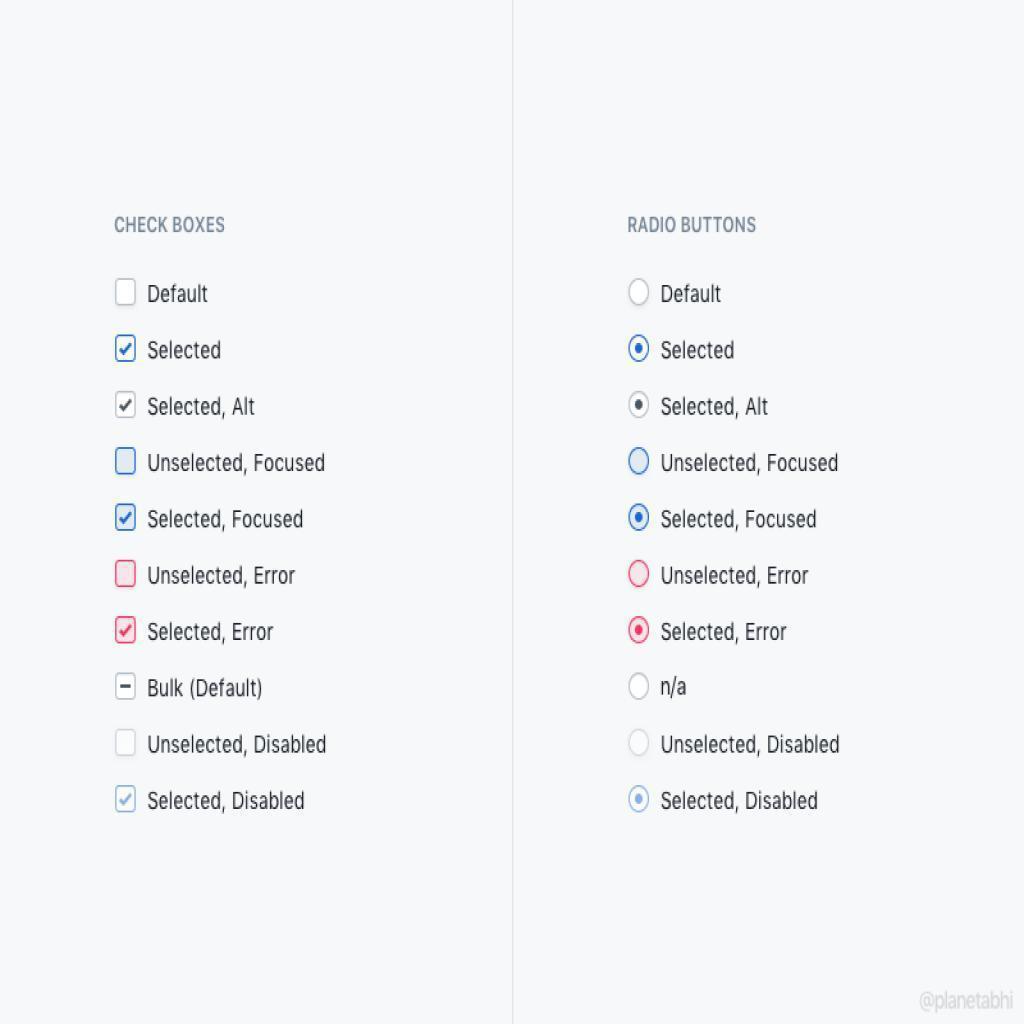 CHECK BOXES
Default
Selected
Selected, Alt
Unselected, Focused
Selected, Focused
Unselected, Error
Selected, Error
Bulk (Default)
Unselected, Disabled
Selected, Disabled
RADIO BUTTONS
Default
Selected
Selected, Alt
Unselected, Focused
Selected, Focused
Unselected, Error
Selected, Error
n/a
Unselected, Disabled
Selected, Disabled
@planetabhi